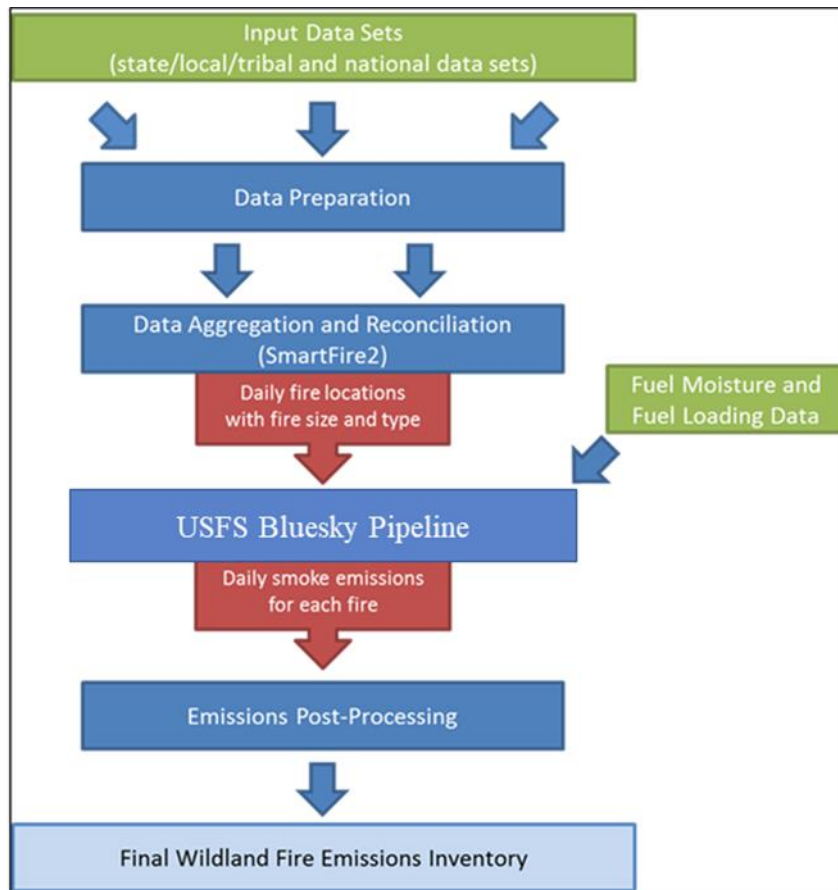 Input Data Sets
(state/local/tribal and national data sets)
Data Preparation
Data Aggregation and Reconciliation
(SmartFire2)
Daily fire locations
with fire size and type
Fuel Moisture and
Fuel Loading Data
USFS Bluesky Pipeline
Daily smoke emissions
for each fire
Emissions Post-Processing
Final Wildland Fire Emissions Inventory